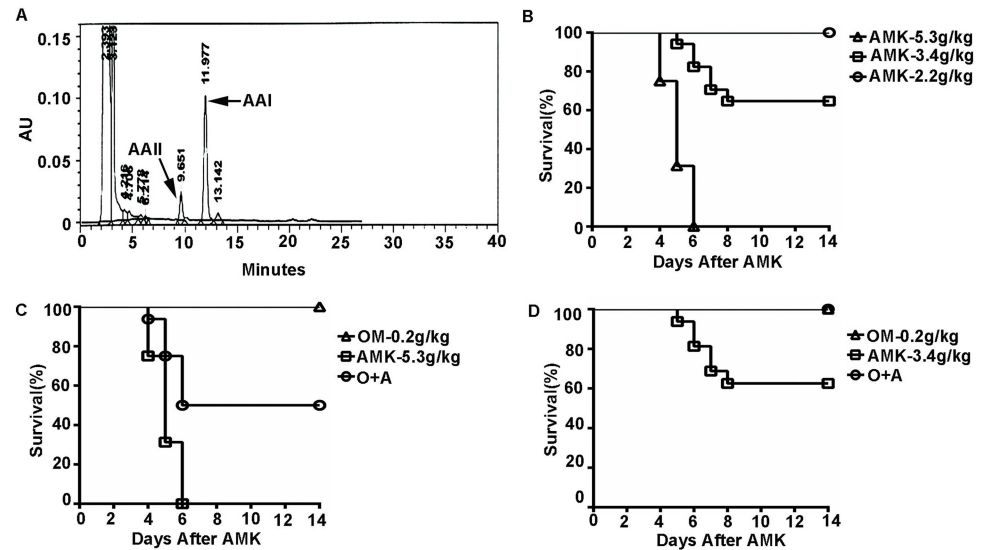 A
0.15
0.10
0.05
0
AU
2.393
3.123
4.216
4.706
5.778
6.214
9.651
11.977
13.142
AAI
AAII
0 5 10 15 20 25 30 35 40
Minutes
B
100
80
60
40
20
0
Survival(%)
0 2 4 6 8 10 12 14
Days After AMK
AMK-5.3g/kg
AMK-3.4g/kg
AMK-2.2g/kg
C
100
80
60
40
20
0
Survival(%)
0 2 4 6 8 10 12 14
Days After AMK
OM-0.2g/kg
AMK-5.3g/kg
O+A
D
100
80
60
40
20
0
Survival(%)
0 2 4 6 8 10 12 14
Days After AMK
OM-0.2g/kg
AMK-3.4g/kg
O+A